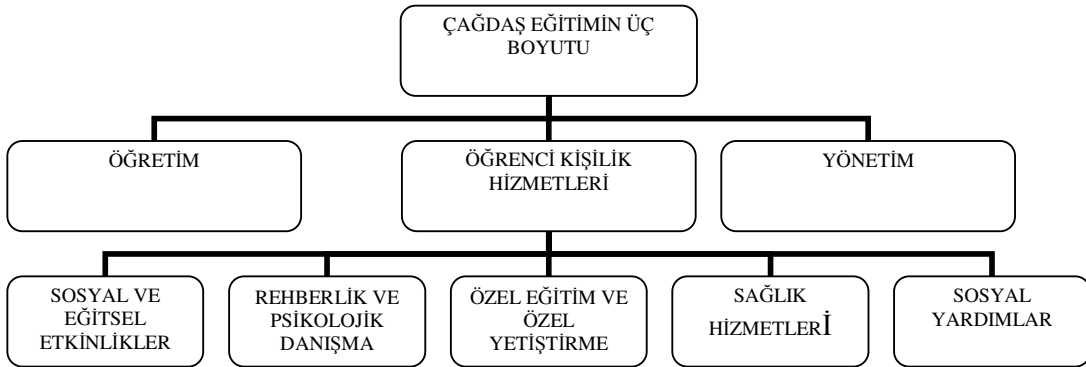 ÇAĞDAŞ EĞİTİMİN ÜÇ
BOYUTU
ÖĞRETİM
ÖĞRENCİ KİŞİLİK
HİZMETLERİ
YÖNETİM
SOSYAL VE
EĞİTSEL
ETKİNLİKLER
REHBERLİK VE
PSİKOLOJİK
DANIŞMA
ÖZEL EĞİTIM VE
ÖZEL
YETİŞTİRME
SAĞLIK
HİZMETLERİ
SOSYAL
YARDIMLAR